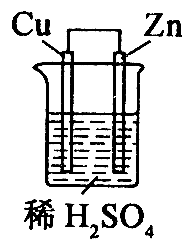 Cu Zn
稀 H₂SO₄